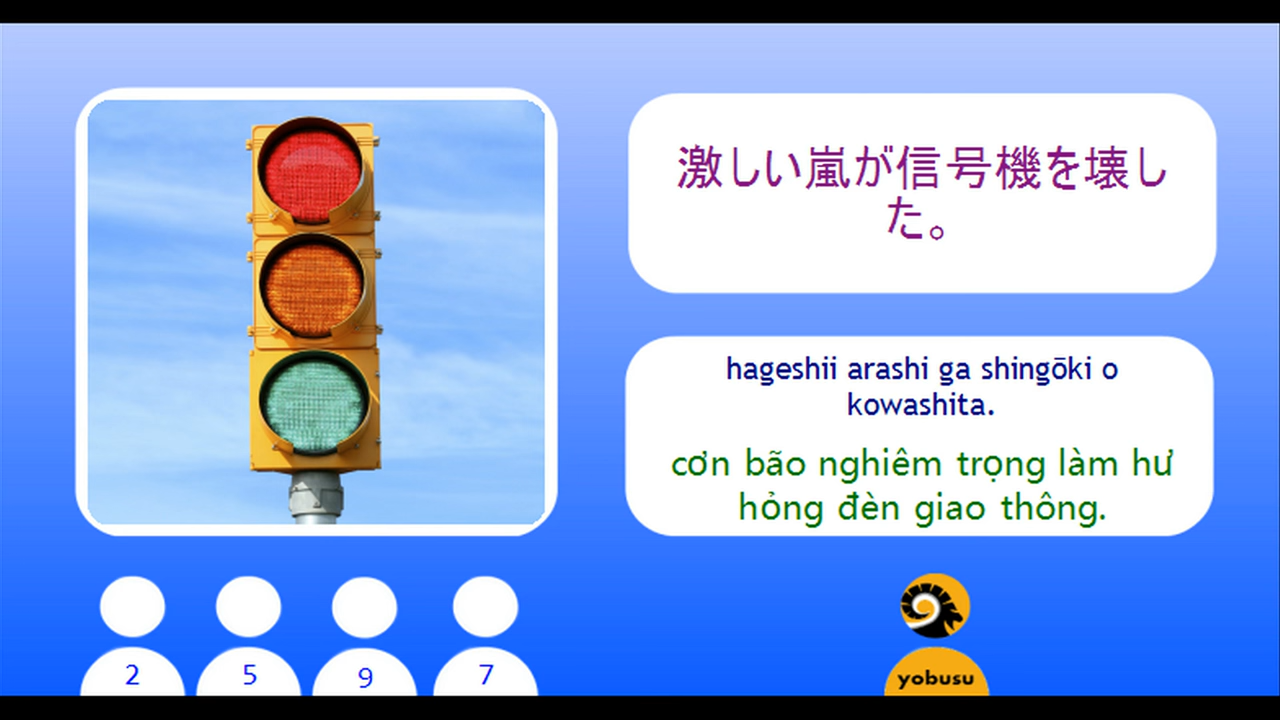 激しい嵐が信号機を壊し
た。
hageshii arashi ga shingōki o
kowashita.
cơn bão nghiêm trọng làm hư
hỏng đèn giao thông.
2 5 9 7
yobusu